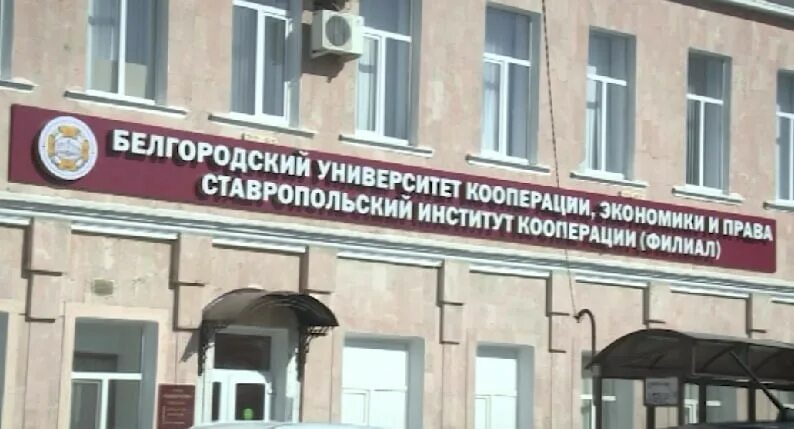 БЕЛГОРОДСКИЙ УНИВЕРСИТЕТ КООПЕРАЦИИ, ЭКОНОМИКИ И ПРАВА
СТАВРОПОЛЬСКИЙ ИНСТИТУТ КООПЕРАЦИИ (ФИЛИАЛ)